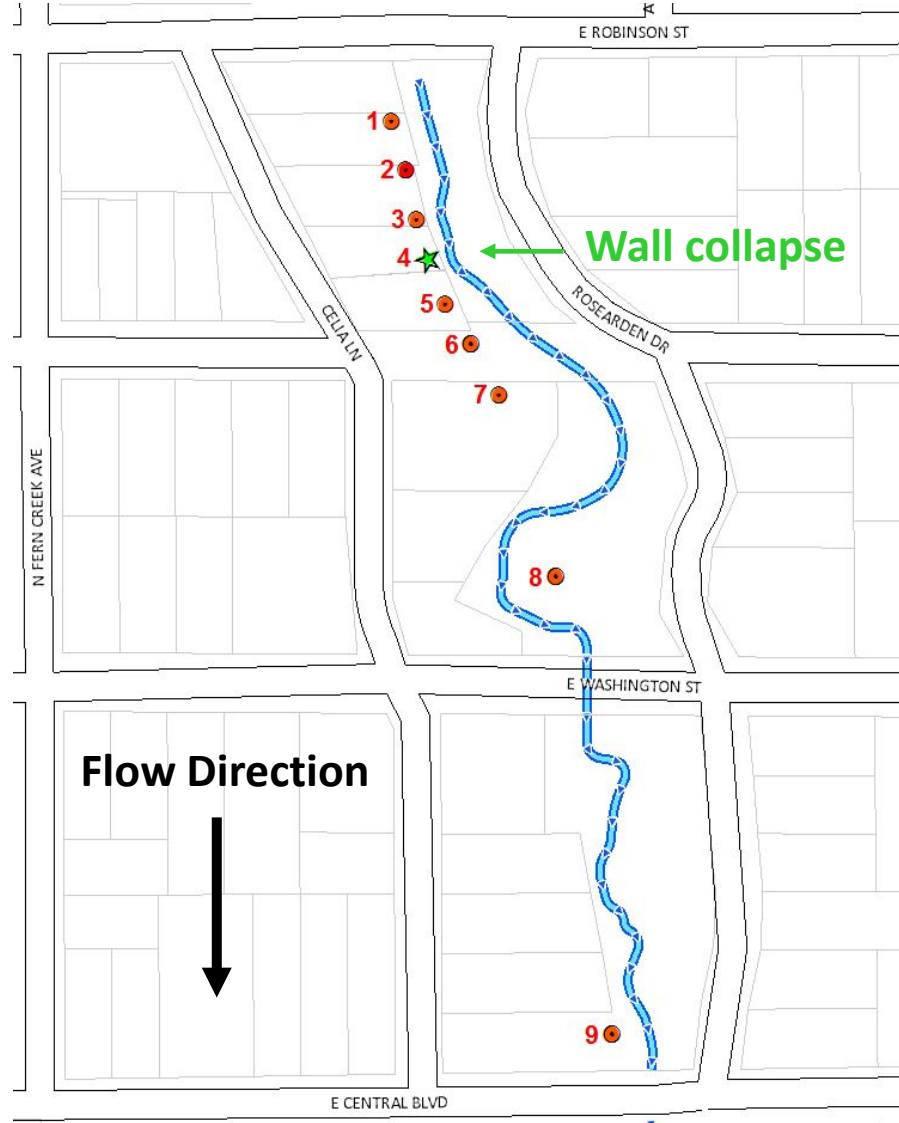 A
E ROBINSON ST
1
2
3
Wall collapse
4
5
ROSEARDEN DR
CELIA LN
6
7
N FERN CREEK AVE
8
E WASHINGTON ST
Flow Direction
9
E CENTRAL BLVD